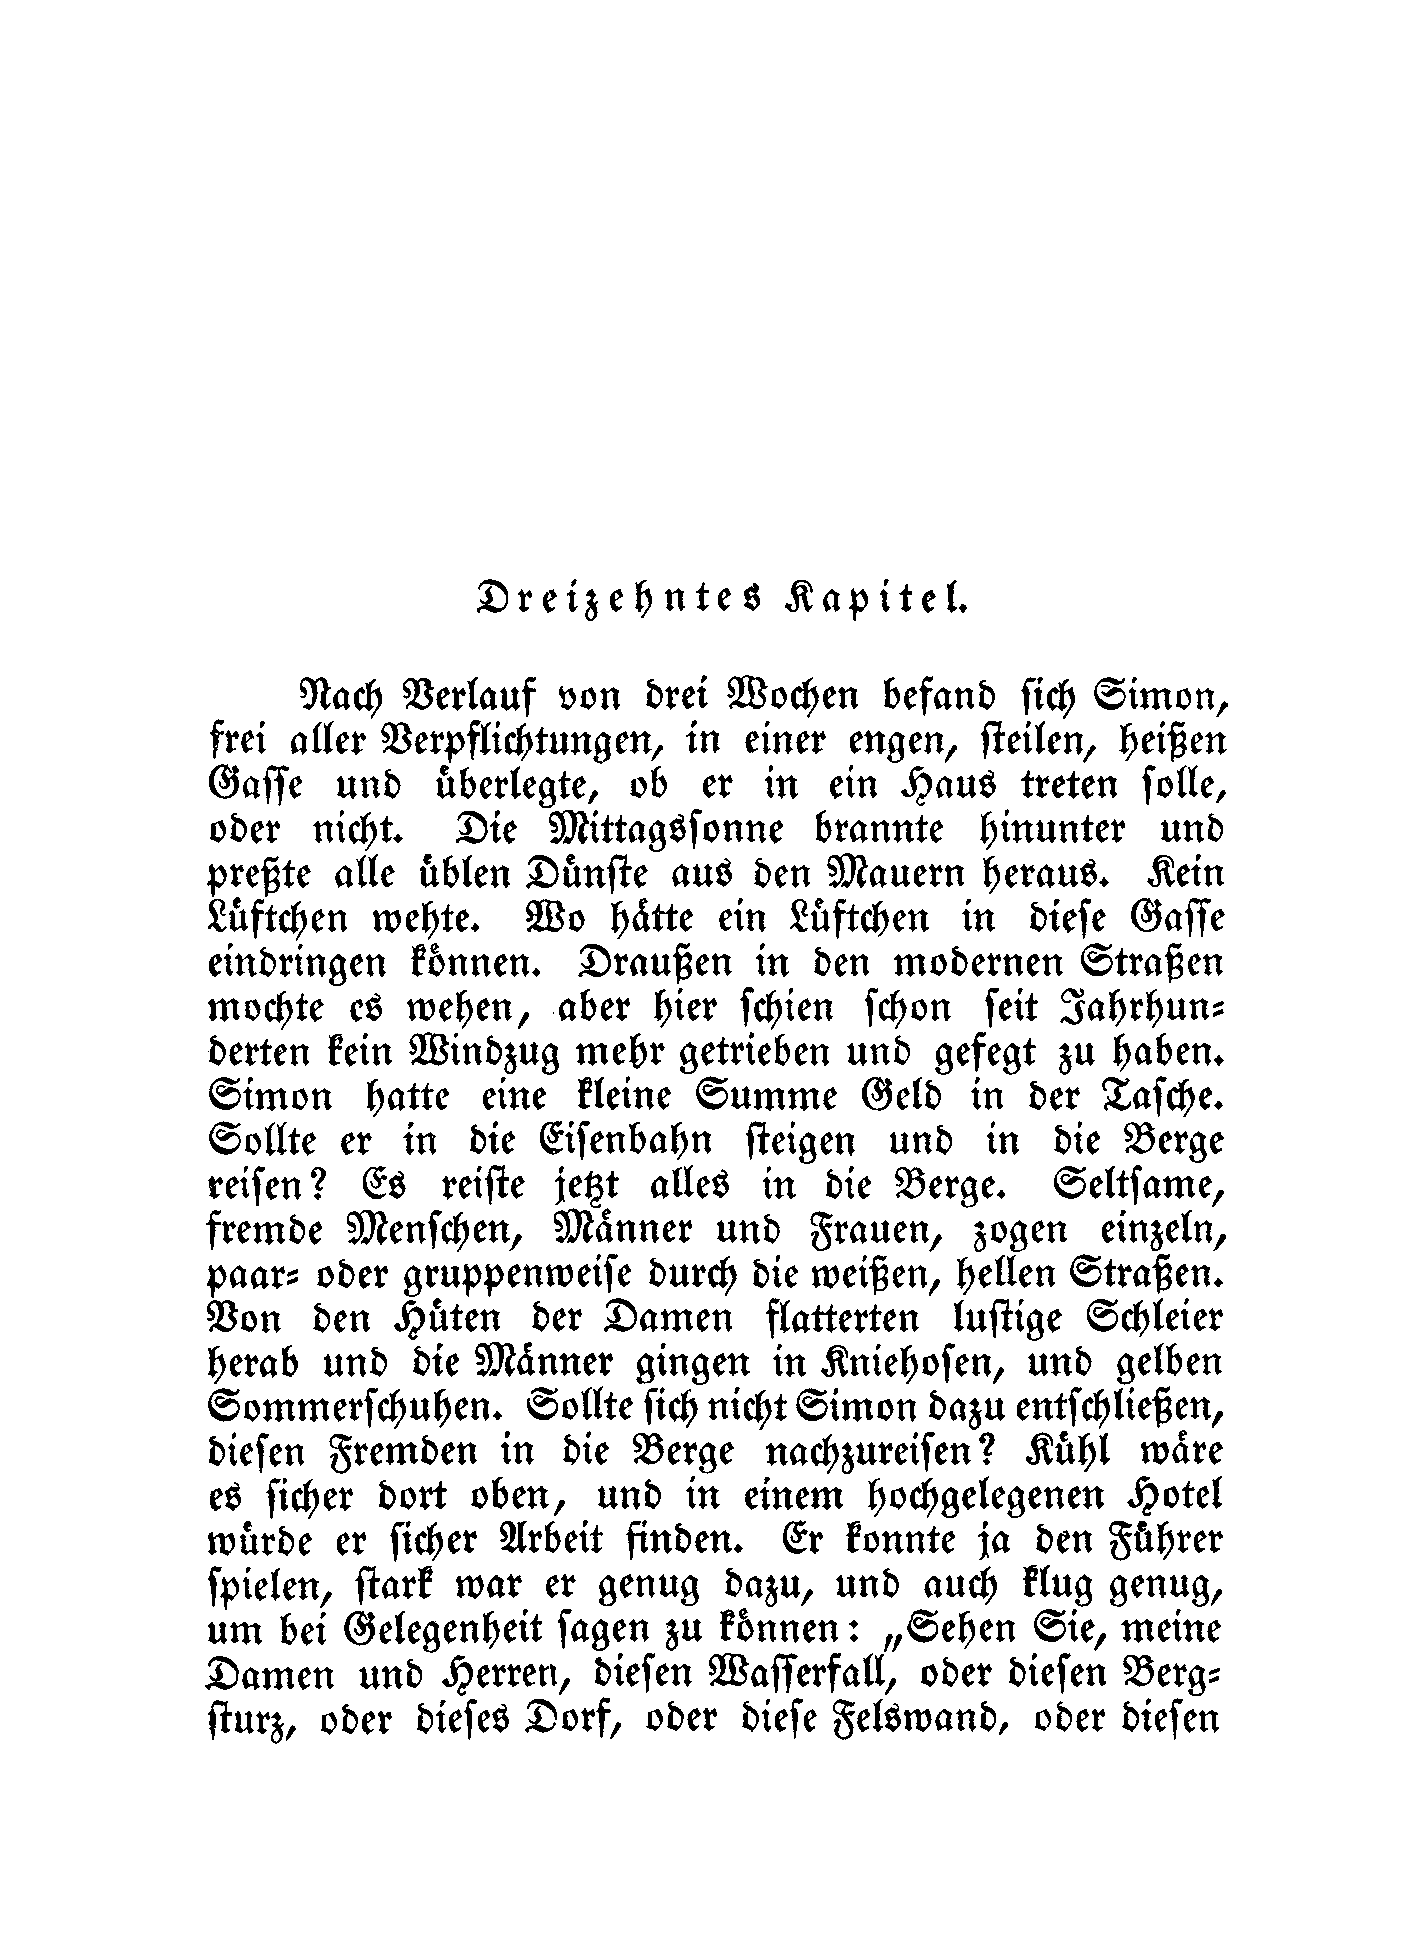 Dreizehntes Kapitel.
Nach Verlauf von drei Wochen befand ſich Simon,
frei aller Verpflichtungen, in einer engen, ſteilen, heißen
Gaſſe und überlegte, ob er in ein Haus treten ſolle,
oder nicht. Die Mittagsſonne brannte hinunter und
preßte alle üblen Dünſte aus den Mauern heraus. Kein
Lüftchen wehte. Wo hätte ein Lüftchen in dieſe Gaſſe
eindringen können. Draußen in den modernen Straßen
mochte es wehen, aber hier ſchien ſchon ſeit Jahrhun⸗
derten kein Windzug mehr getrieben und gefegt zu haben.
Simon hatte eine kleine Summe Geld in der Taſche.
Sollte er in die Eiſenbahn ſteigen und in die Berge
reiſen? Es reiſte jetzt alles in die Berge. Seltſame,
fremde Menſchen, Männer und Frauen, zogen einzeln,
paar⸗ oder gruppenweiſe durch die weißen, hellen Straßen.
Von den Hüten der Damen flatterten luſtige Schleier
herab und die Männer gingen in Kniehoſen, und gelben
Sommerſchuhen. Sollte ſich nicht Simon dazu entſchließen,
dieſen Fremden in die Berge nachzureiſen? Kühl wäre
es ſicher dort oben, und in einem hochgelegenen Hotel
würde er ſicher Arbeit finden. Er konnte ja den Führer
ſpielen, ſtark war er genug dazu, und auch klug genug,
um bei Gelegenheit ſagen zu können: „Sehen Sie, meine
Damen und Herren, dieſen Waſſerfall, oder dieſen Berg⸗
ſturz, oder dieſes Dorf, oder dieſe Felswand, oder dieſen